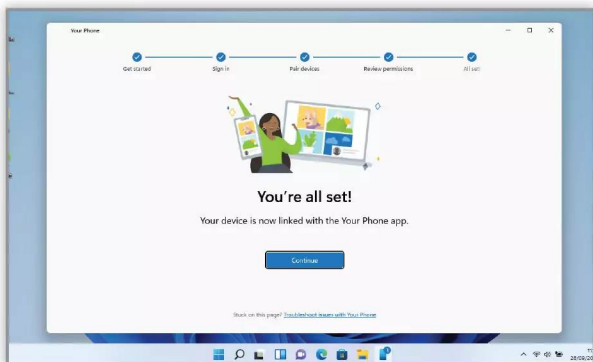 Your Phone
Get started
Sign in
Pair devices
Review permissions
All set!
You're all set!
Your device is now linked with the Your Phone app.
Continue
Stuck on this page? Troubleshoot issues with Your Phone